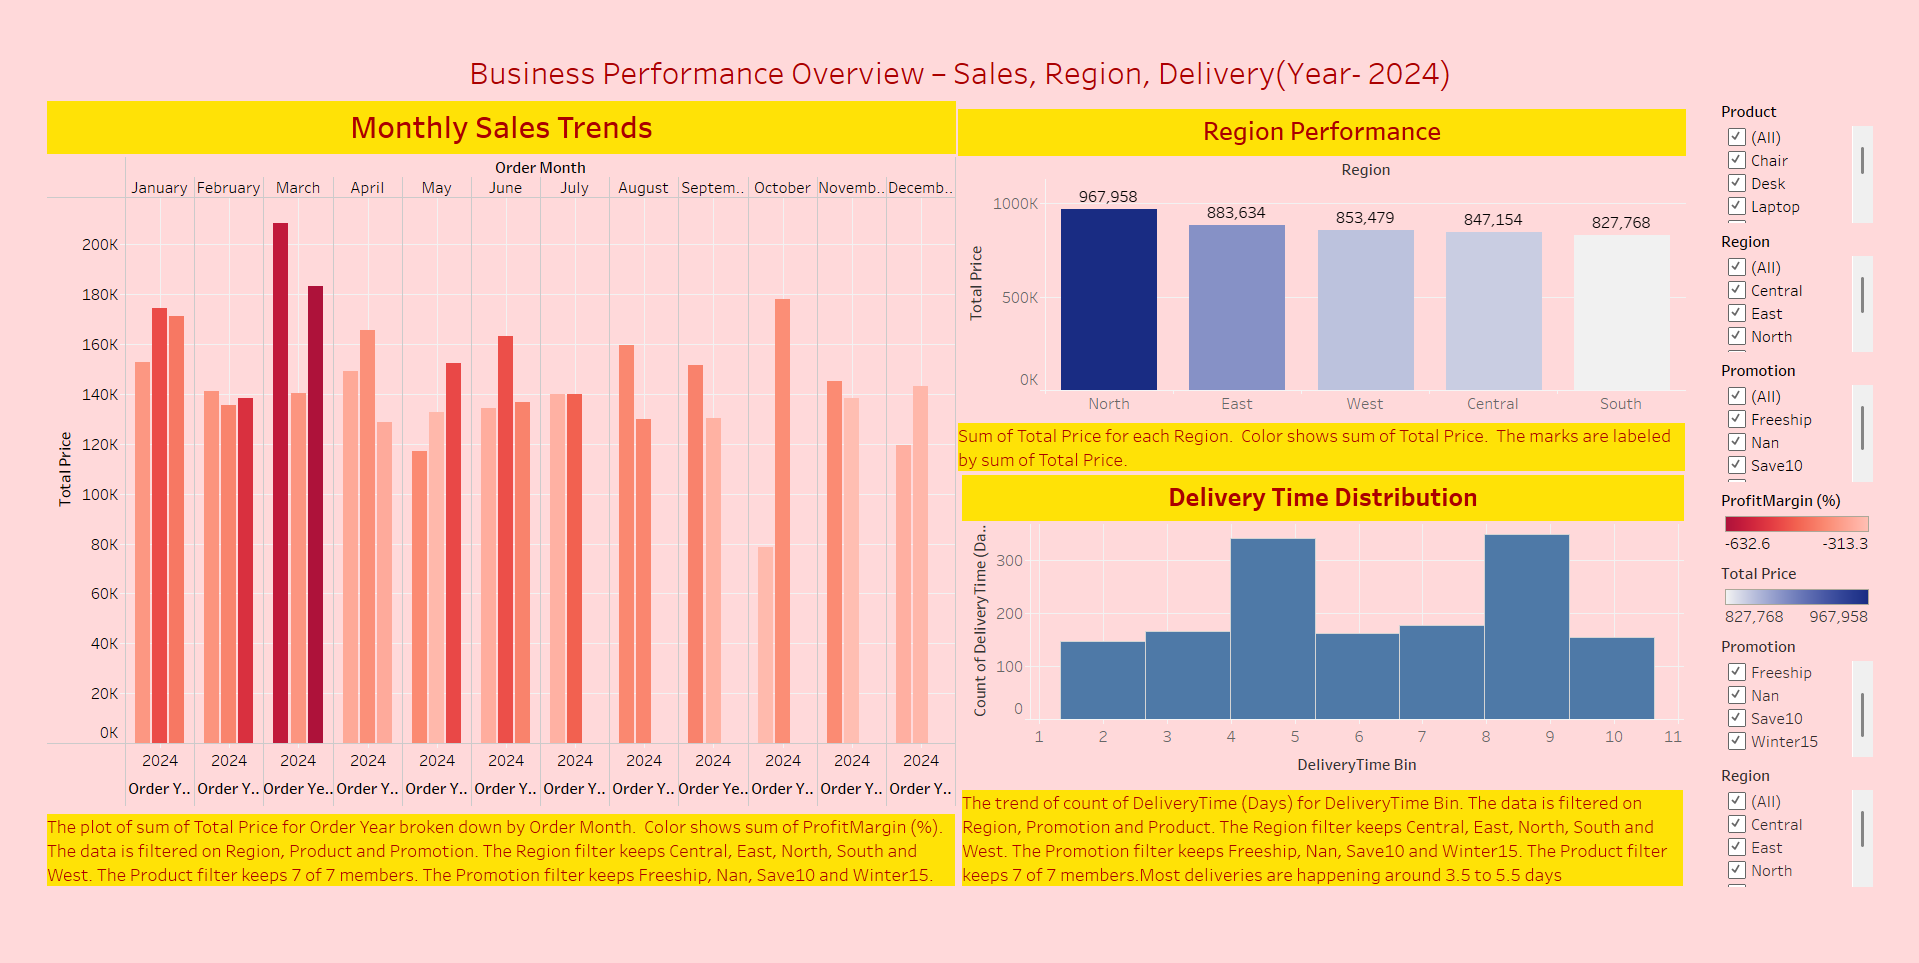 Business Performance Overview – Sales, Region, Delivery(Year- 2024)
Monthly Sales Trends
Order Month
January February March April May June July August Septem.. October Novemb.. Decemb..
Total Price
200K
180K
160K
140K
120K
100K
80K
60K
40K
20K
0K
2024 2024 2024 2024 2024 2024 2024 2024 2024 2024 2024 2024
Order Y.. Order Y.. Order Ye.. Order Y.. Order Y.. Order Y.. Order Y.. Order Y.. Order Ye.. Order Y.. Order Y.. Order Y..
The plot of sum of Total Price for Order Year broken down by Order Month.  Color shows sum of ProfitMargin (%).
The data is filtered on Region, Product and Promotion. The Region filter keeps Central, East, North, South and
West. The Product filter keeps 7 of 7 members. The Promotion filter keeps Freeship, Nan, Save10 and Winter15.
Region Performance
Region
Total Price
1000K
500K
0K
967,958 883,634 853,479 847,154 827,768
North East West Central South
Sum of Total Price for each Region.  Color shows sum of Total Price.  The marks are labeled
by sum of Total Price.
Delivery Time Distribution
Count of DeliveryTime (Da..
300
200
100
0
1 2 3 4 5 6 7 8 9 10 11
DeliveryTime Bin
The trend of count of DeliveryTime (Days) for DeliveryTime Bin. The data is filtered on
Region, Promotion and Product. The Region filter keeps Central, East, North, South and
West. The Promotion filter keeps Freeship, Nan, Save10 and Winter15. The Product filter
keeps 7 of 7 members.Most deliveries are happening around 3.5 to 5.5 days
Product
(All)
Chair
Desk
Laptop
Region
(All)
Central
East
North
Promotion
(All)
Freeship
Nan
Save10
ProfitMargin (%)
-632.6 -313.3
Total Price
827,768 967,958
Promotion
Freeship
Nan
Save10
Winter15
Region
(All)
Central
East
North